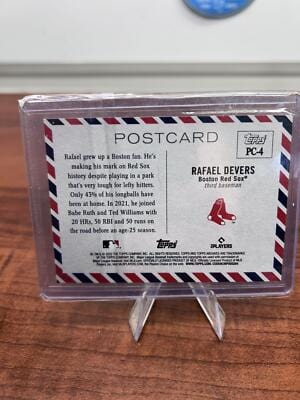 POSTCARD
Topps
PC-4
Rafael grew up a Boston fan. He's
making his mark on Red Sox
history despite playing in a park
that's very tough for lefty hitters.
Only 43% of his longballs have
been at home. In 2021, he joined
Babe Ruth and Ted Williams with
20 HRs, 50 RBI and 50 runs on
the road before an age-25 season.
RAFAEL DEVERS
Boston Red Sox
third baseman
Topps
PLAYERS